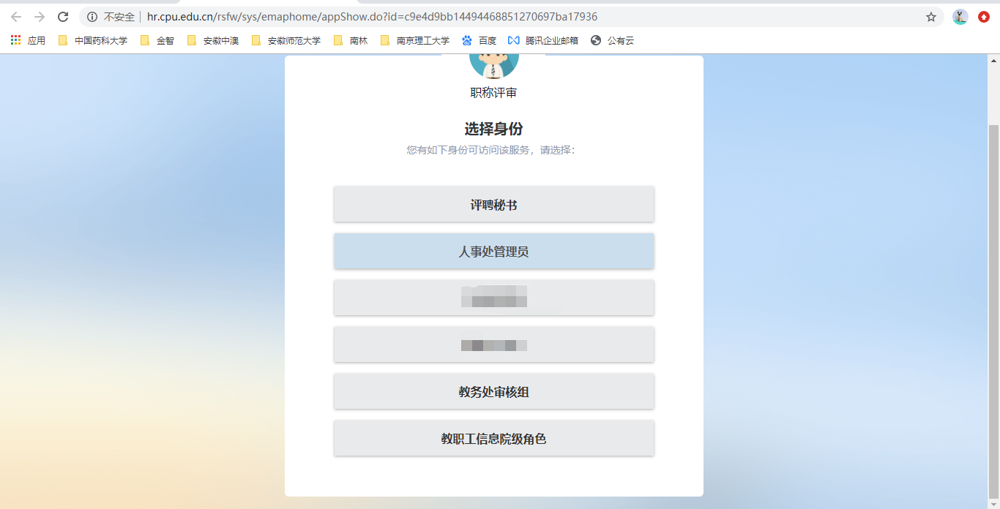 不安全 hr.cpu.edu.cn/rsfw/sys/emaphome/appShow.do?id=c9e4d9bb14494468851270697ba17936
应用 中国药科大学 金智 安徽中澳 安徽师范大学 南林 南京理工大学 百度 腾讯企业邮箱 公有云
职称评审
选择身份
您有如下身份可访问该服务，请选择：
评聘秘书
人事处管理员
教务处审核组
教职工信息院级角色